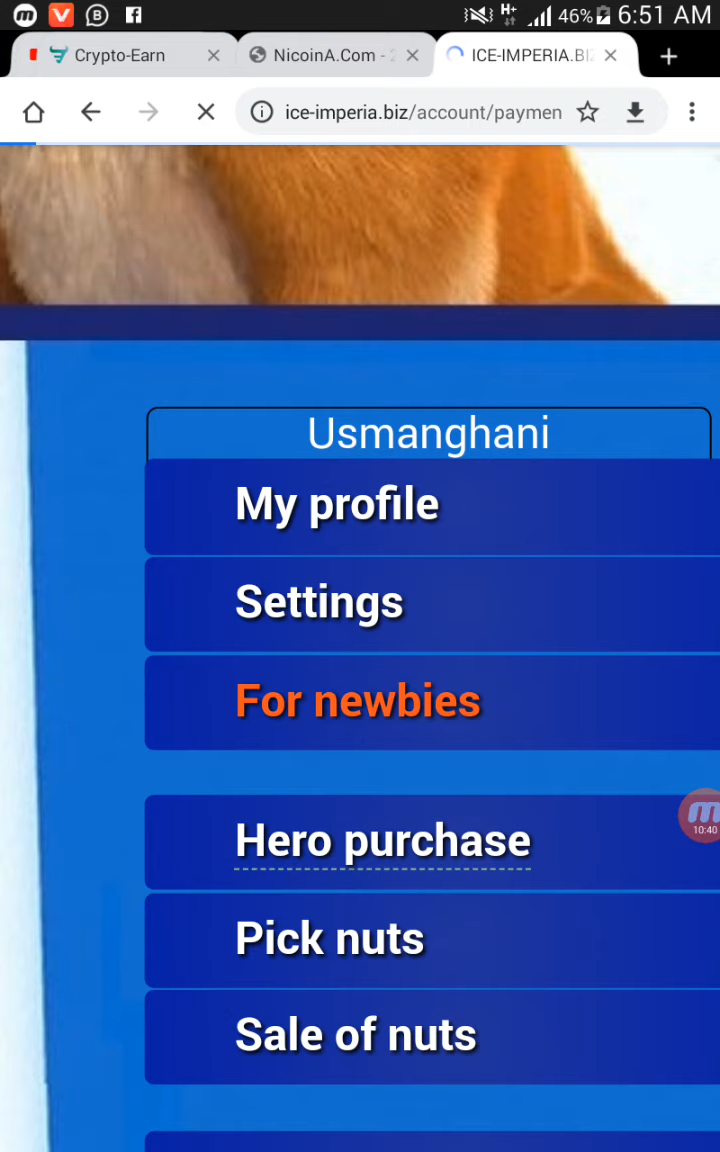 46% 6:51 AM
Crypto-Earn
NicoinA.Com -
ICE-IMPERIA.BI
ice-imperia.biz/account/paymen
Usmanghani
My profile
Settings
For newbies
10:40
Hero purchase
Pick nuts
Sale of nuts